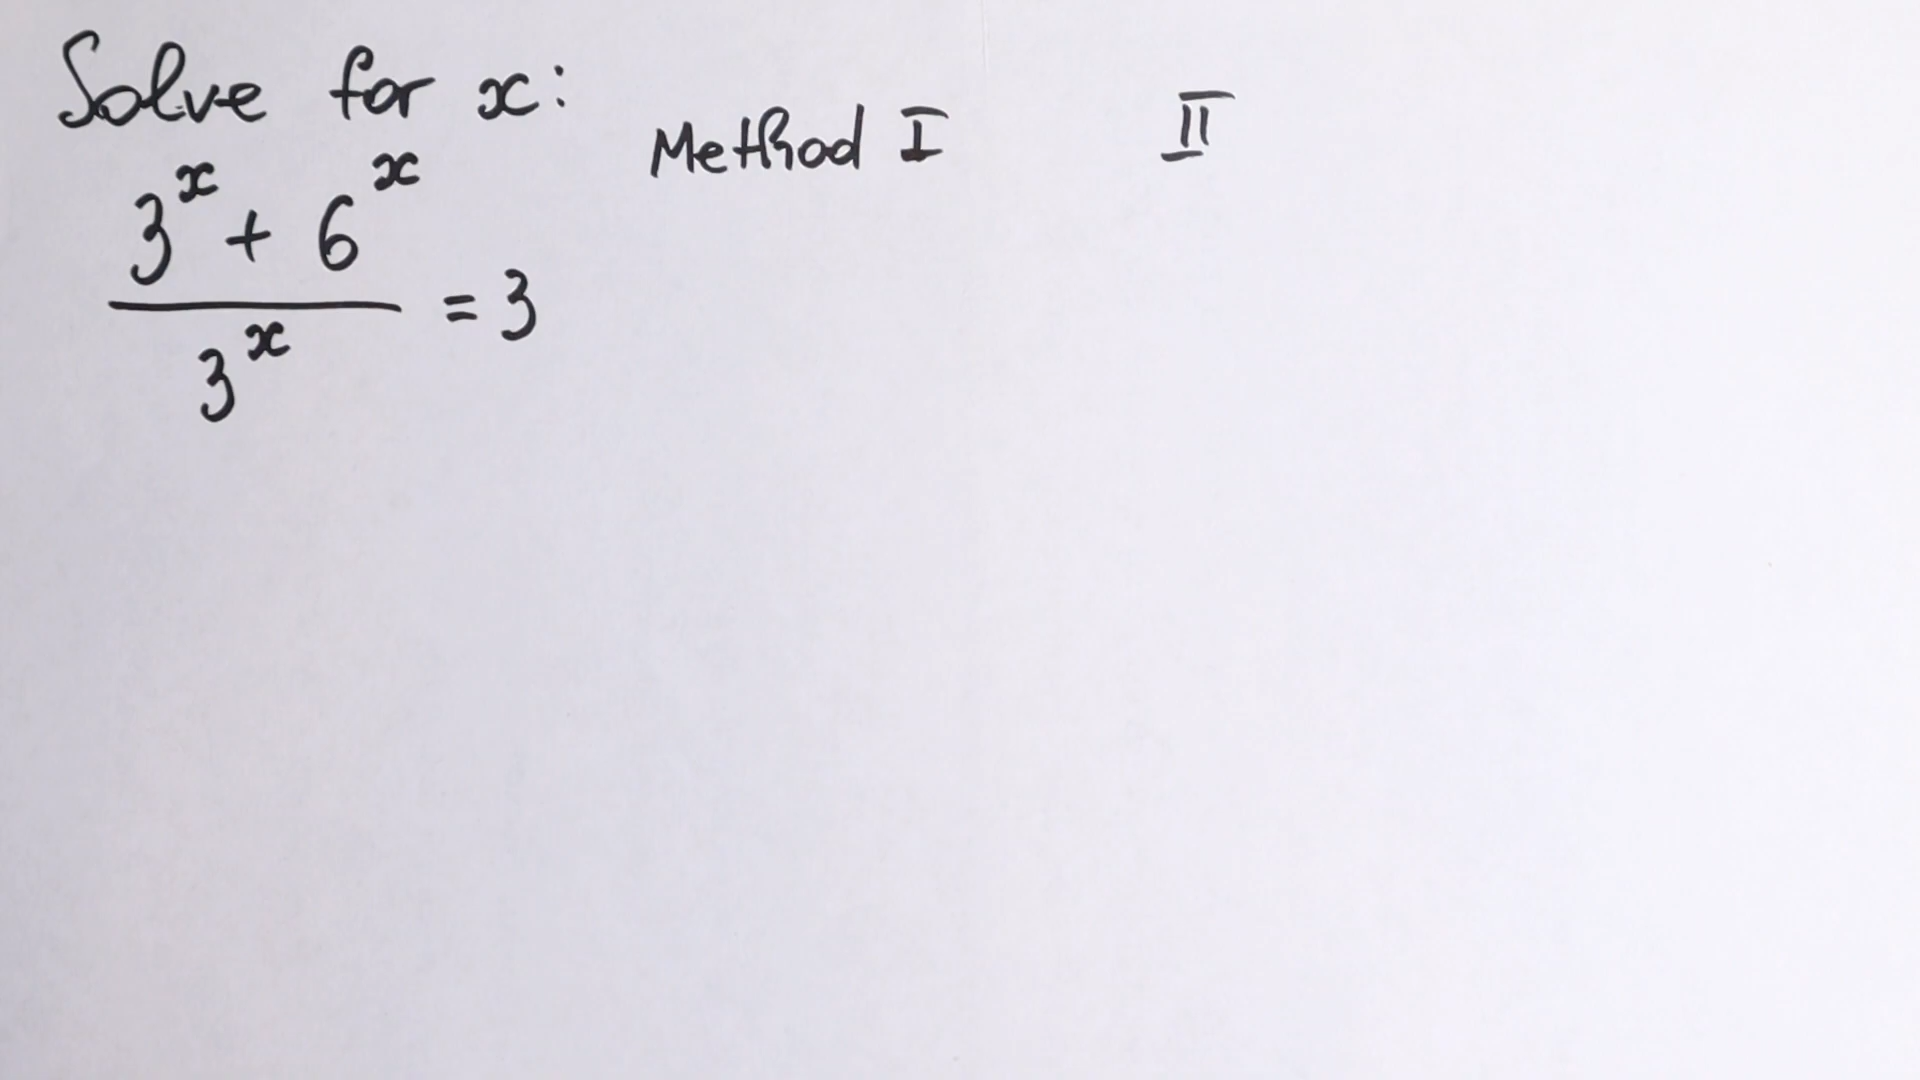 Solve for x:
Method I II
3^x + 6^x
/ 3^x = 3